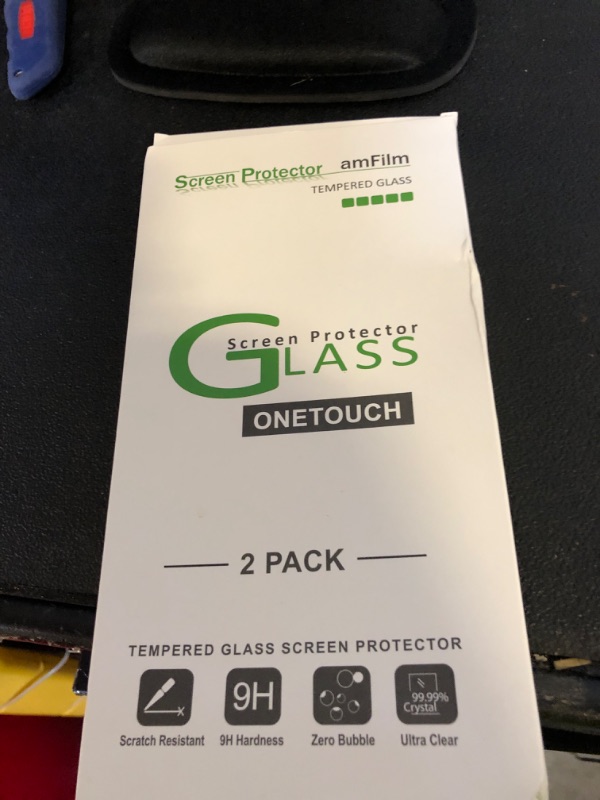 Screen Protector amFilm
TEMPERED GLASS
Screen Protector
GLASS
ONETOUCH
2 PACK
TEMPERED GLASS SCREEN PROTECTOR
9H
99.99%
Crystal
Scratch Resistant 9H Hardness Zero Bubble Ultra Clear